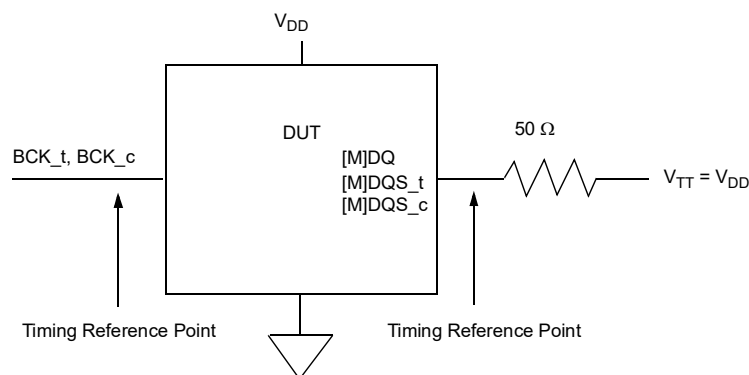 V_DD
DUT
50 Ω
BCK_t, BCK_c
[M]DQ
[M]DQS_t
[M]DQS_c
V_TT = V_DD
Timing Reference Point
Timing Reference Point